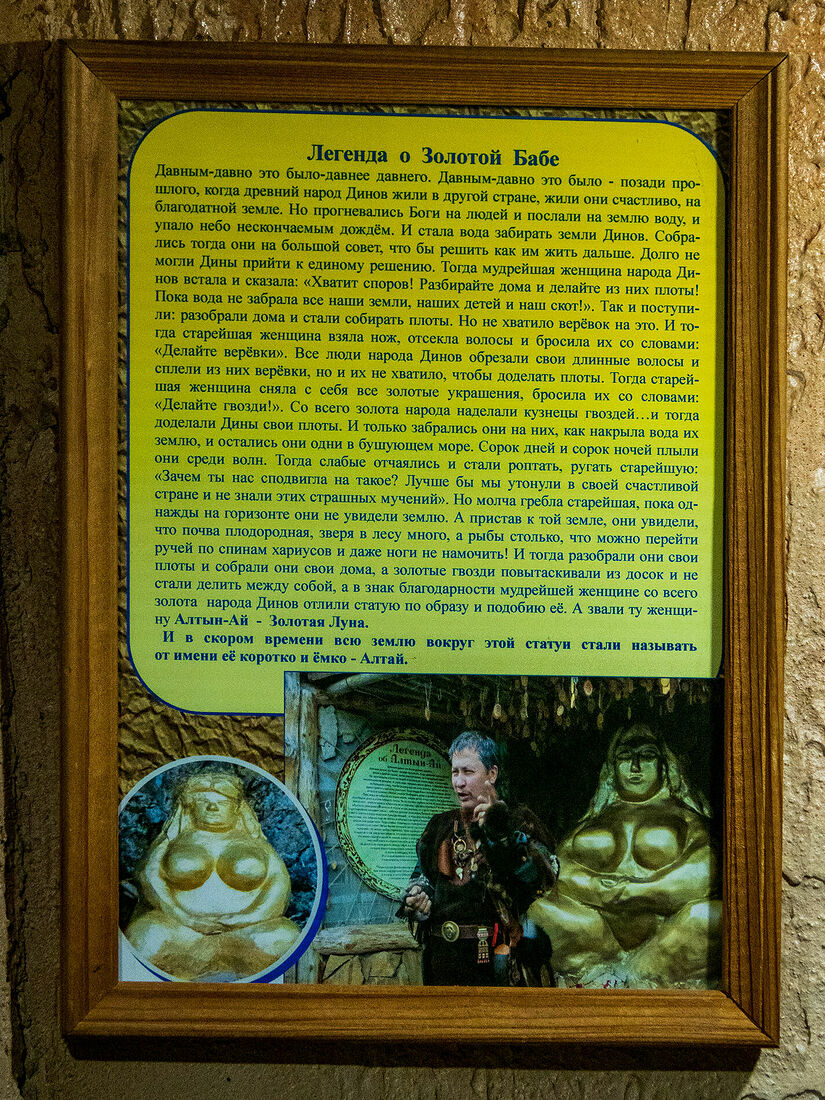 Легенда о Золотой Бабе
Давным-давно это было-давнее давнего. Давным-давно это было - позади про-
шлого, когда древний народ Динов жили в другой стране, жили они счастливо, на
благодатной земле. Но прогневались Боги на людей и послали на землю воду, и
упало небо нескончаемым дождём. И стала вода забирать земли Динов. Собра-
лись тогда они на большой совет, что бы решить как им жить дальше. Долго не
могли Дины прийти к единому решению. Тогда мудрейшая женщина народа Ди-
нов встала и сказала: «Хватит споров! Разбирайте дома и делайте из них плоты!
Пока вода не забрала все наши земли, наших детей и наш скот!». Так и поступи-
ли: разобрали дома и стали собирать плоты. Но не хватило верёвок на это. И то-
гда старейшая женщина взяла нож, отсекла волосы и бросила их со словами:
«Делайте верёвки». Все люди народа Динов обрезали свои длинные волосы и
сплели из них верёвки, но и их не хватило, чтобы доделать плоты. Тогда старей-
шая женщина сняла с себя все золотые украшения, бросила их со словами:
«Делайте гвозди!». Со всего золота народа наделали кузнецы гвоздей…и тогда
доделали Дины свои плоты. И только забрались они на них, как накрыла вода их
землю, и остались они одни в бушующем море. Сорок дней и сорок ночей плыли
они среди волн. Тогда слабые отчаялись и стали роптать, ругать старейшую:
«Зачем ты нас сподвигла на такое? Лучше бы мы утонули в своей счастливой
стране и не знали этих страшных мучений». Но молча гребла старейшая, пока од-
нажды на горизонте они не увидели землю. А пристав к той земле, они увидели,
что почва плодородная, зверя в лесу много, а рыбы столько, что можно перейти
ручей по спинам хариусов и даже ноги не намочить! И тогда разобрали они свои
плоты и собрали они свои дома, а золотые гвозди повытаскивали из досок и не
стали делить между собой, а в знак благодарности мудрейшей женщине со всего
золота народа Динов отлили статую по образу и подобию её. А звали ту женщи-
ну Алтын-Ай - Золотая Луна.
И в скором времени всю землю вокруг этой статуи стали называть
от имени её коротко и ёмко - Алтай.
Легенда
об Алтын-Ай